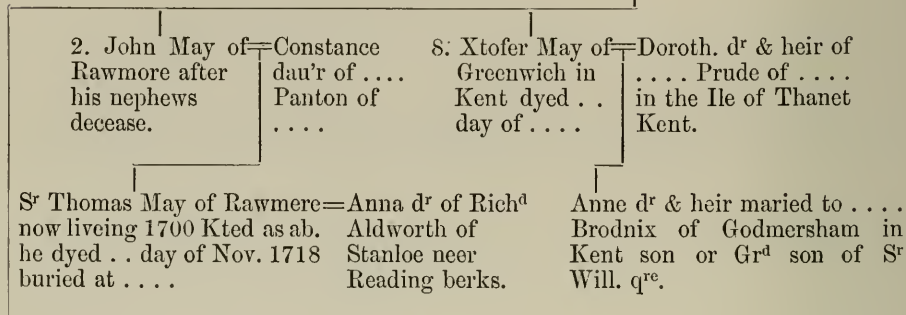 2. John May of
Rawmore after
his nephews
decease.
Constance
dau'r of ....
Panton of
....
8. Xtofer May of
Greenwich in
Kent dyed . .
day of ....
Doroth. dʳ & heir of
.... Prude of ....
in the Ile of Thanet
Kent.
Sʳ Thomas May of Rawmere=
now liveing 1700 Kted as ab.
he dyed . . day of Nov. 1718
buried at ....
Anna dʳ of Richᵈ
Aldworth of
Stanloe neer
Reading berks.
Anne dʳ & heir maried to ....
Brodnix of Godmersham in
Kent son or Grᵈ son of Sʳ
Will. qʳᵉ.